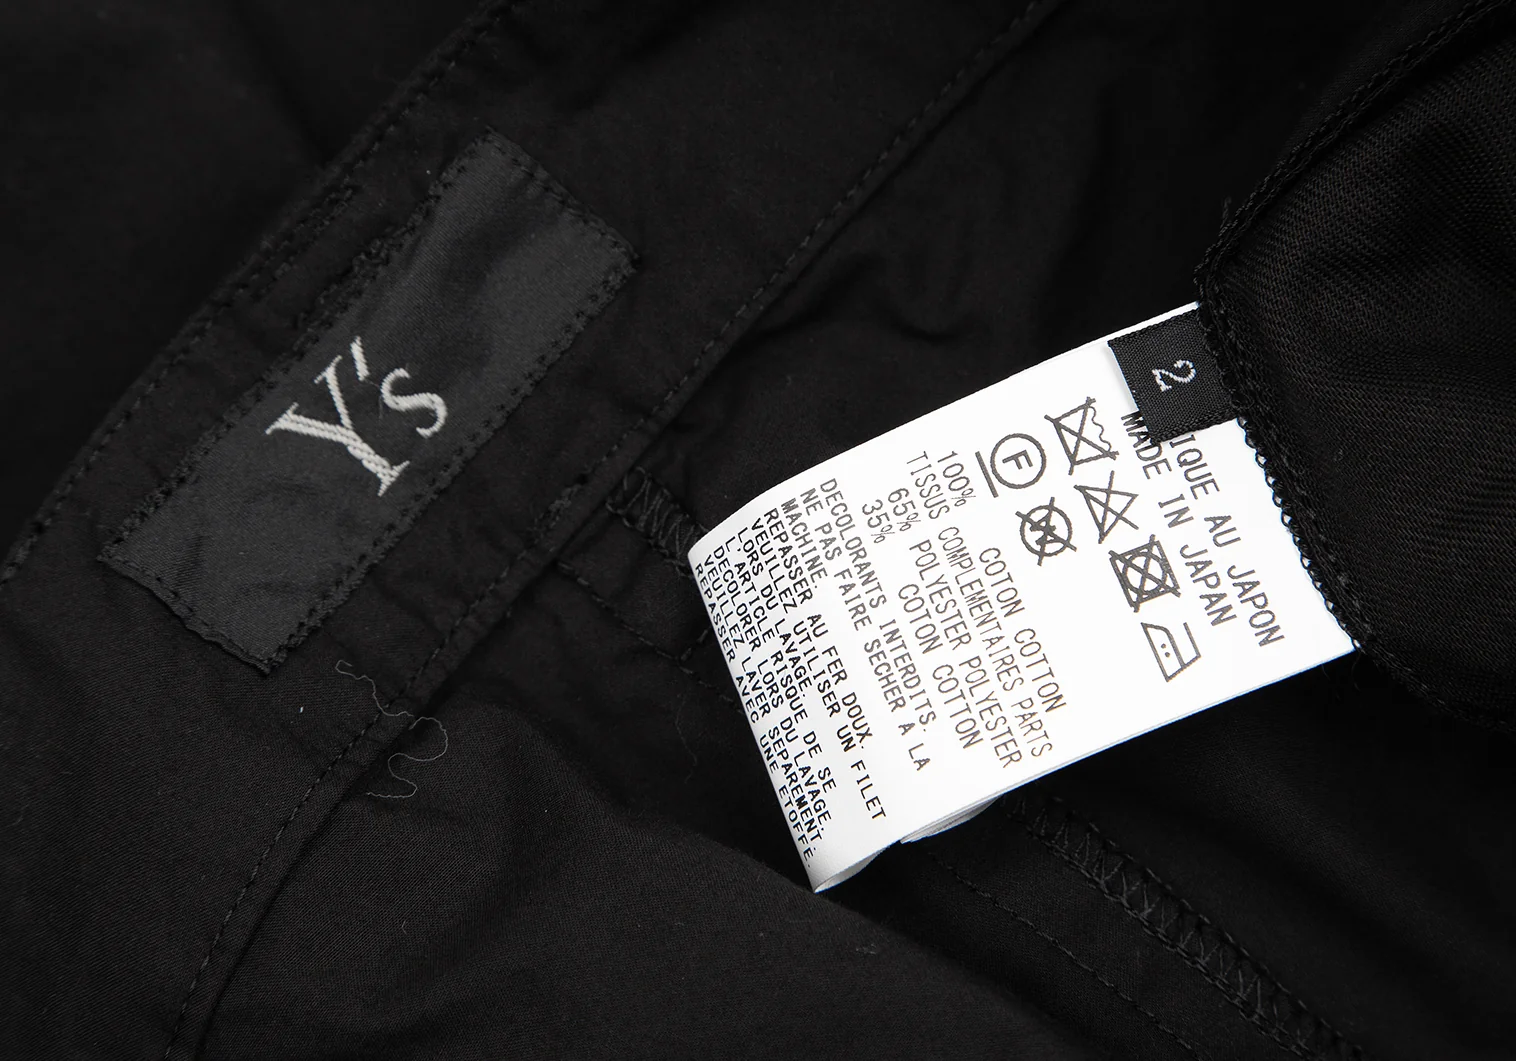 Y's
2
IQUE AU JAPON
MADE IN JAPAN
F
W
100% COTON COTTON
TISSUS COMPLEMENTAIRES PARTS
65% POLYESTER POLYESTER
35% COTON COTTON
DECOLORANTS INTERDITS.
NE PAS FAIRE SECHER A LA
MACHINE.
REPASSER AU FER DOUX.
VEUILLEZ UTILISER UN FILET
LORS DU LAVAGE.
L'ARTICLE RISQUE DE SE
DECOLORER LORS DU LAVAGE.
VEUILLEZ LAVER SEPAREMENT.
REPASSER AVEC UNE ETOFFE.